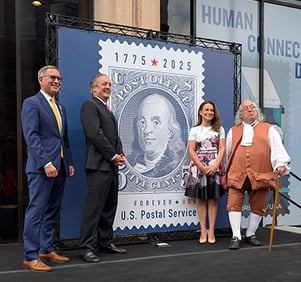 HUMAN
CONNEC
1775 ★ 2025
U S
POST OFFICE
FIVE CENTS
FOREVER ★ USA
U.S. Postal Service